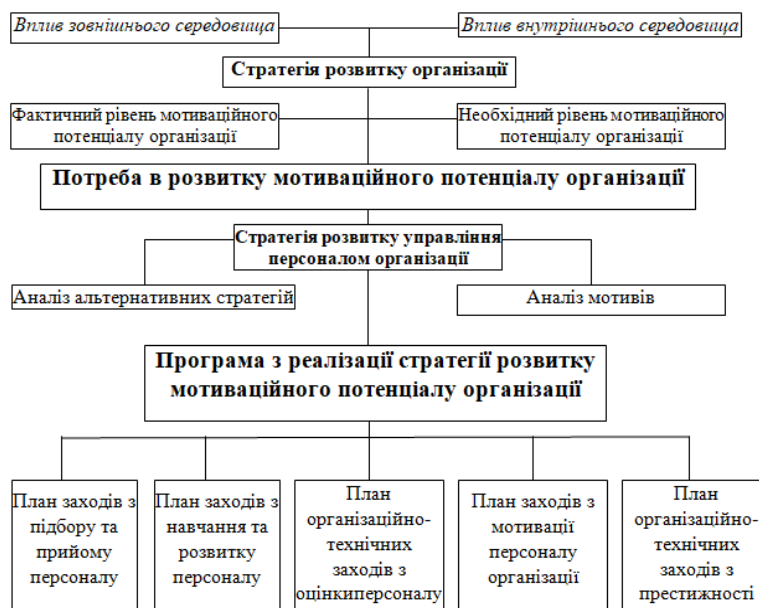 Вплив зовнішнього середовища
Вплив внутрішнього середовища
Стратегія розвитку організації
Фактичний рівень мотиваційного
потенціалу організації
Необхідний рівень мотиваційного
потенціалу організації
Потреба в розвитку мотиваційного потенціалу організації
Стратегія розвитку управління
персоналом організації
Аналіз альтернативних стратегій
Аналіз мотивів
Програма з реалізації стратегії розвитку
мотиваційного потенціалу організації
План заходів з
підбору та
прийому
персоналу
План заходів з
навчання та
розвитку
персоналу
План
організаційно-
технічних
заходів з
оцінкиперсоналу
План заходів з
мотивації
персоналу
організації
План
організаційно-
технічних
заходів з
престижності